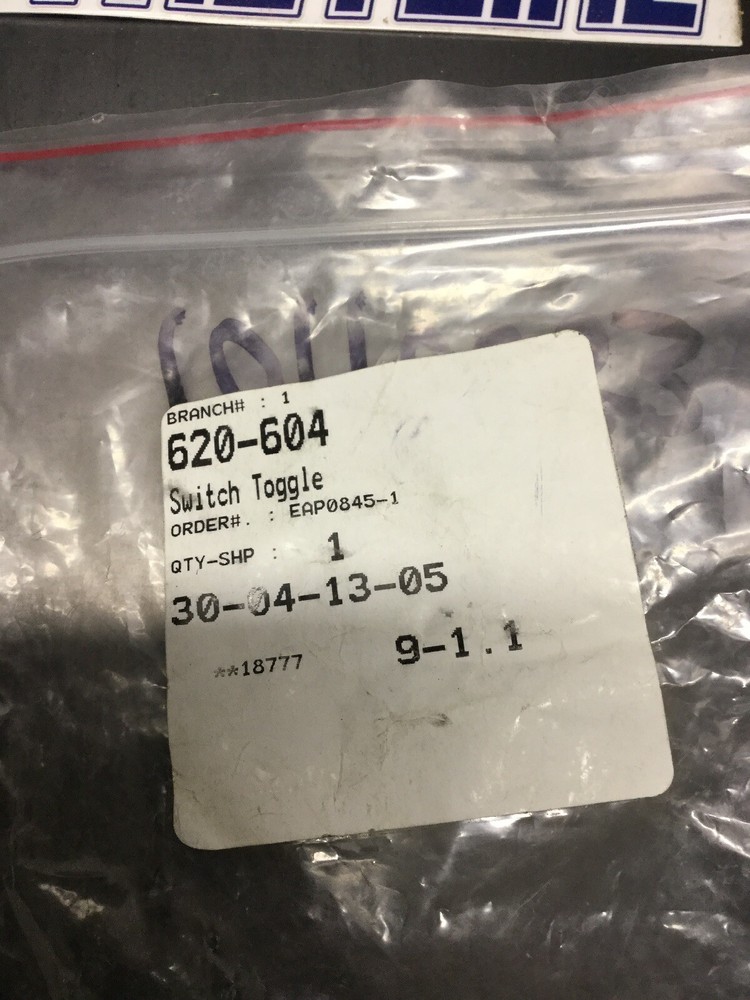 BRANCH# : 1
620-604
Switch Toggle
ORDER#. : EAP0845-1
QTY-SHP : 1
30-04-13-05
**18777 9-1.1